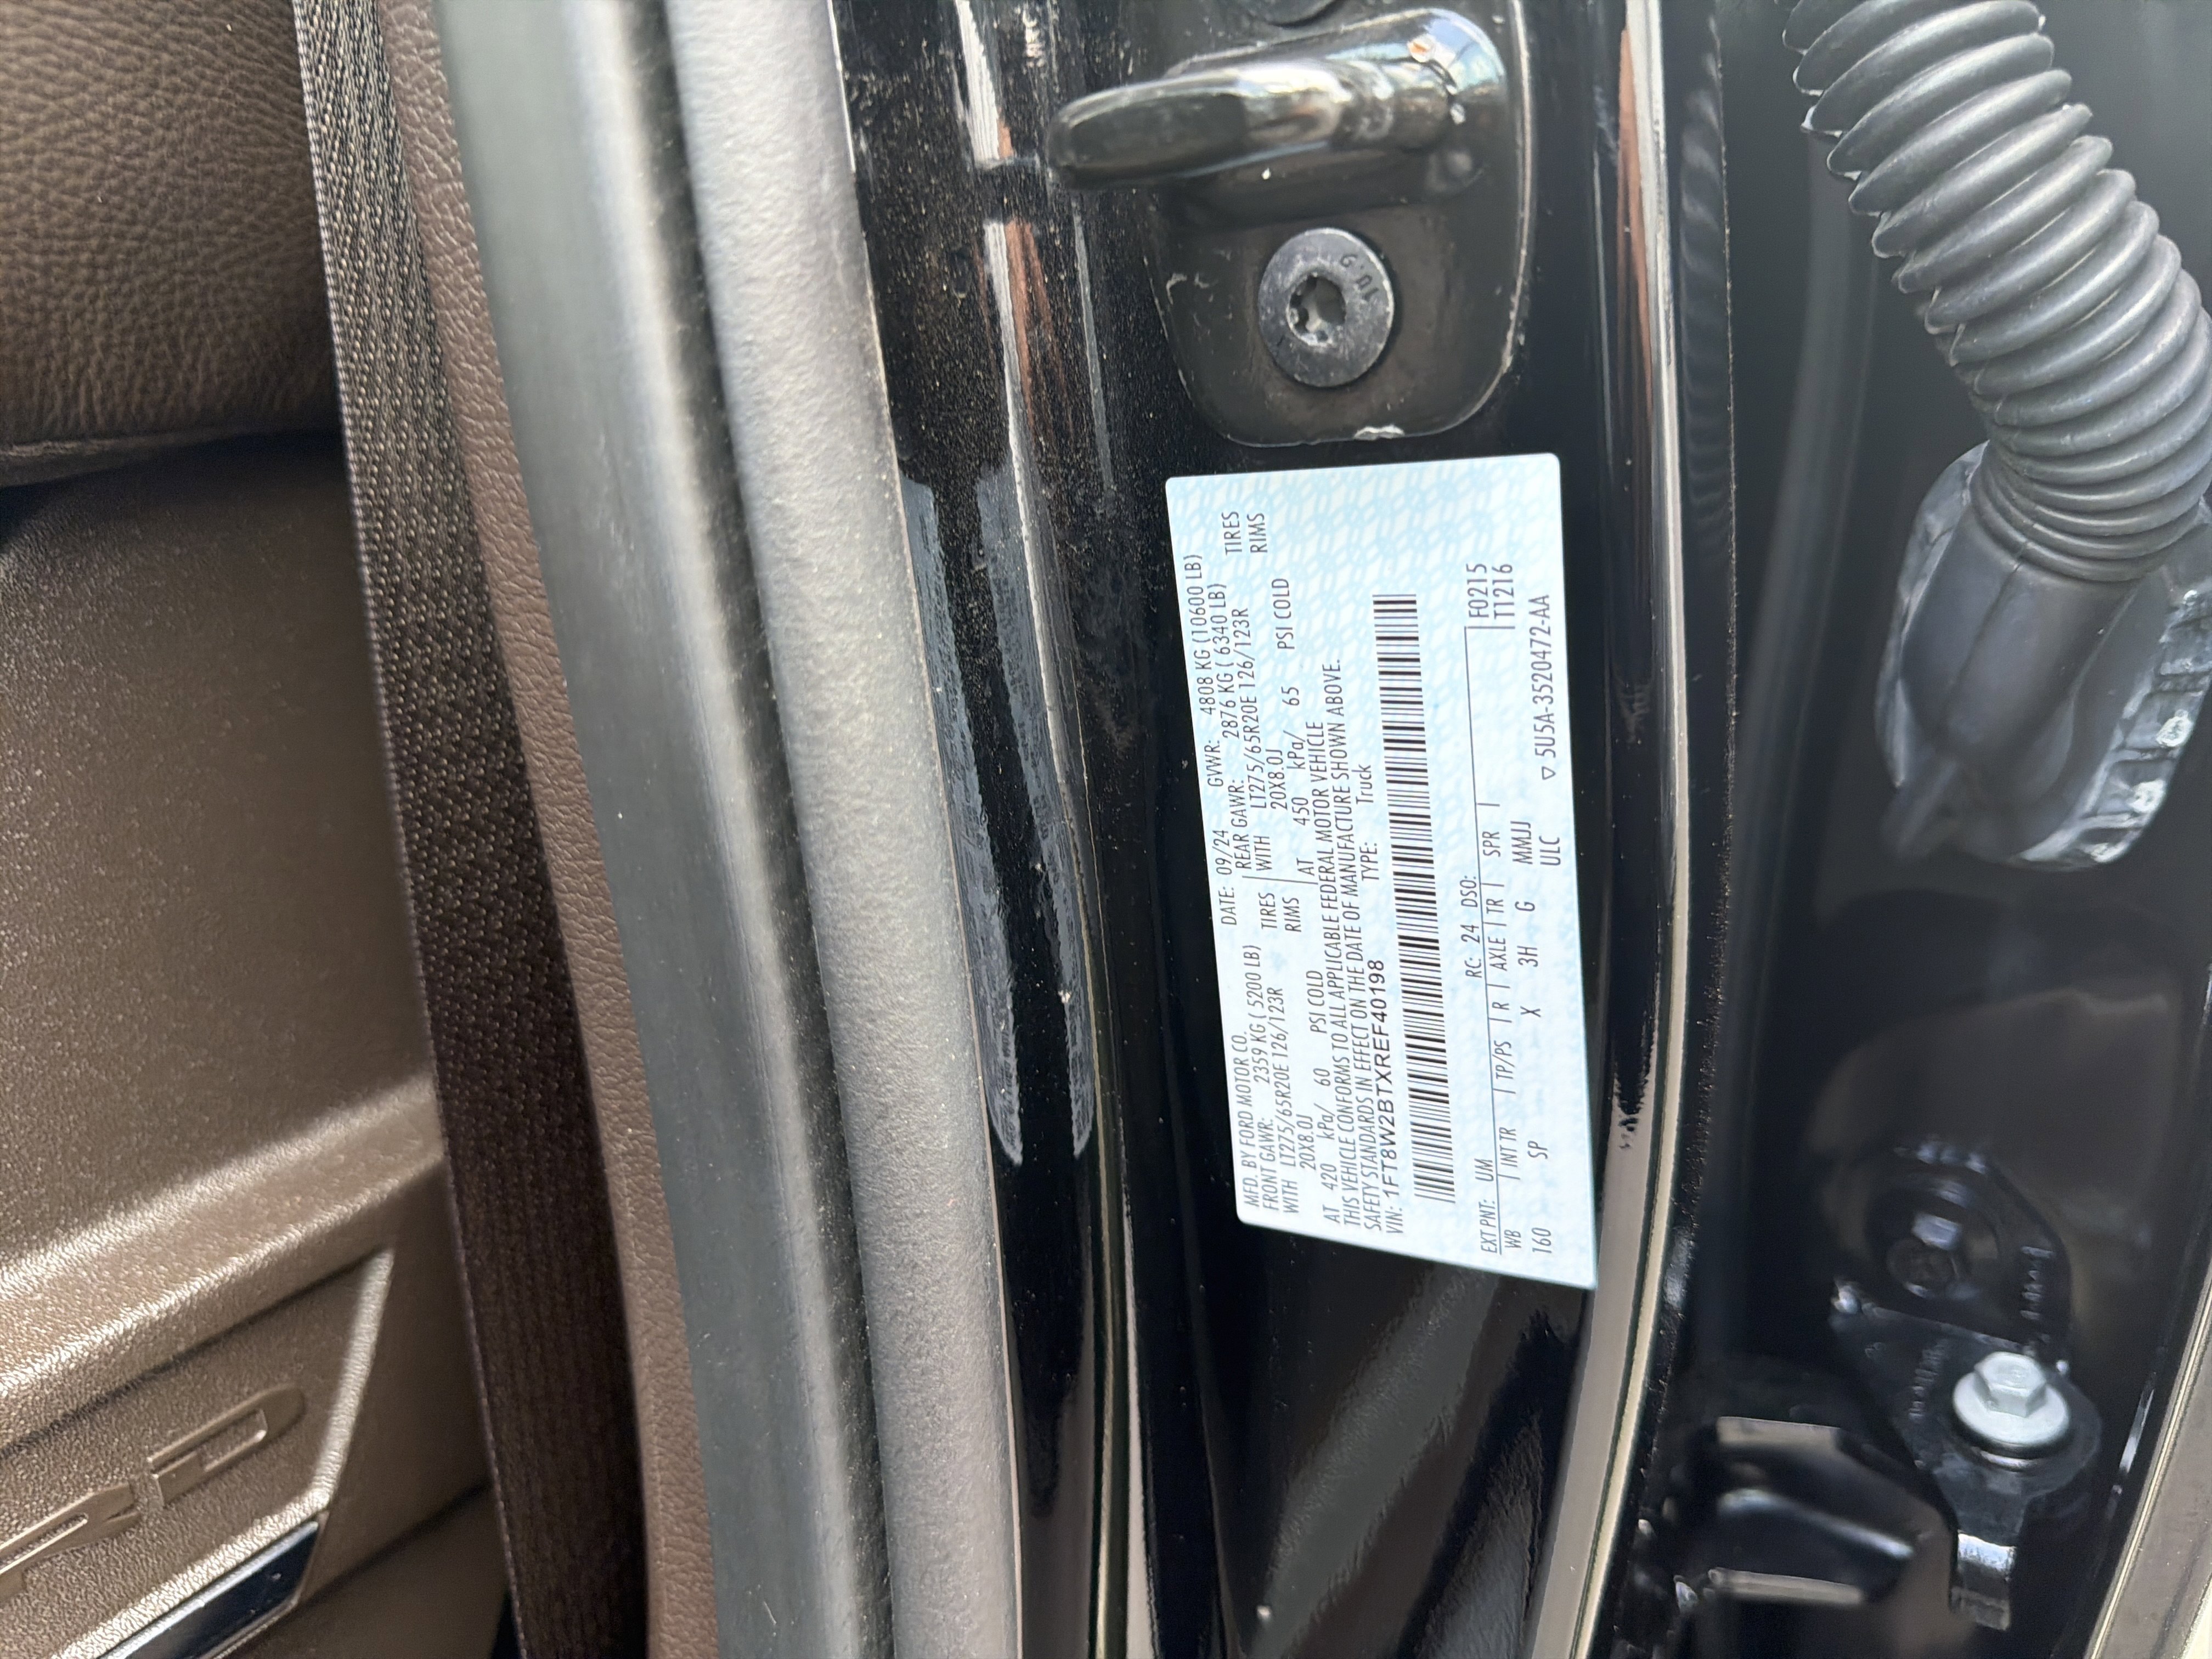 MFD. BY FORD MOTOR CO.
DATE: 09/24 GVWR: 4808 KG (10600 LB)
FRONT GAWR: 2359 KG ( 5200 LB)
REAR GAWR: 2876 KG ( 6340 LB)
WITH LT275/65R20E 126/123R TIRES
WITH LT275/65R20E 126/123R TIRES
20X8.0J RIMS
20X8.0J RIMS
AT 420 kPa/ 60 PSI COLD
AT 450 kPa/ 65 PSI COLD
THIS VEHICLE CONFORMS TO ALL APPLICABLE FEDERAL MOTOR VEHICLE
SAFETY STANDARDS IN EFFECT ON THE DATE OF MANUFACTURE SHOWN ABOVE.
VIN: 1FT8W2BTXREF40198 TYPE: Truck
EXT PNT: UM RC: 24 DSO: F0215
WB INT TR TP/PS R AXLE TR SPR T1216
160 SP X 3H G MMJJ
ULC 5U5A-3520472-AA
10.9